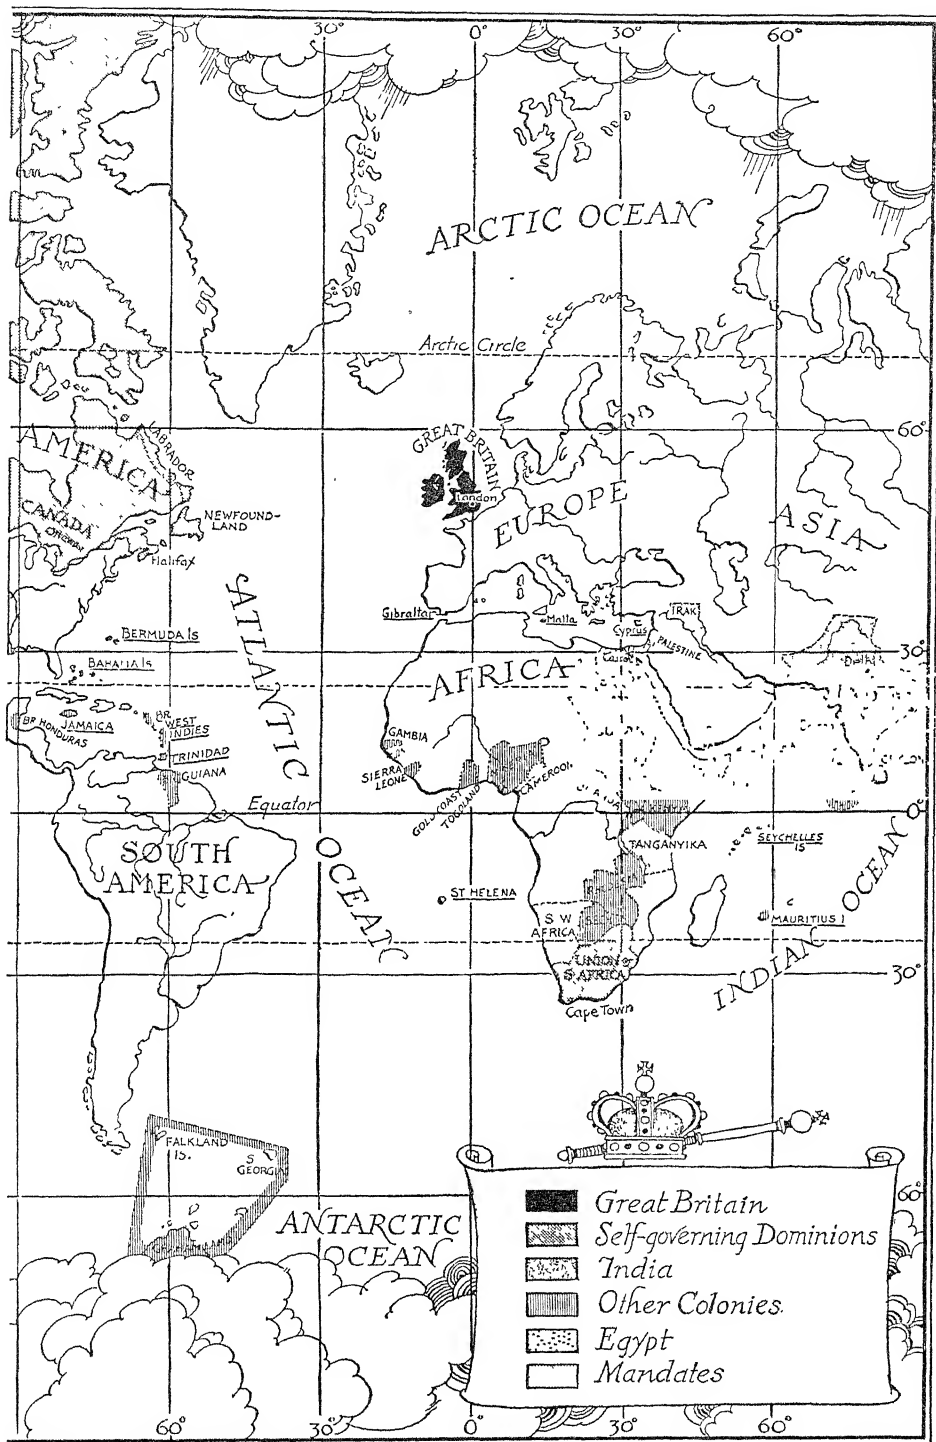 30°
0°
30°
60°
ARCTIC OCEAN
Arctic Circle
60°
GREAT BRITAIN
London
LABRADOR
AMERICA
CANADA
Ottawa
NEWFOUND-
LAND
Halifax
EUROPE
ASIA
Gibraltar
Malta
Cyprus
IRAK
PALESTINE
Cairo
Delhi
30°
BERMUDA IS
BAHAMA IS
ATLANTIC
OCEAN
AFRICA
BR HONDURAS
JAMAICA
BR.
WEST
INDIES
TRINIDAD
GUIANA
GAMBIA
SIERRA
LEONE
GOLD COAST
TOGOLAND
Equator
0°
SOUTH
AMERICA
TANGANYIKA
SEYCHELLES
IS
ST HELENA
MAURITIUS I
S W
AFRICA
UNION of
S. AFRICA
Cape Town
INDIAN OCEAN
30°
FALKLAND
IS.
S
GEORGIA
60°
ANTARCTIC
OCEAN
Great Britain
Self-governing Dominions
India
Other Colonies
Egypt
Mandates
60°
30°
0°
30°
60°